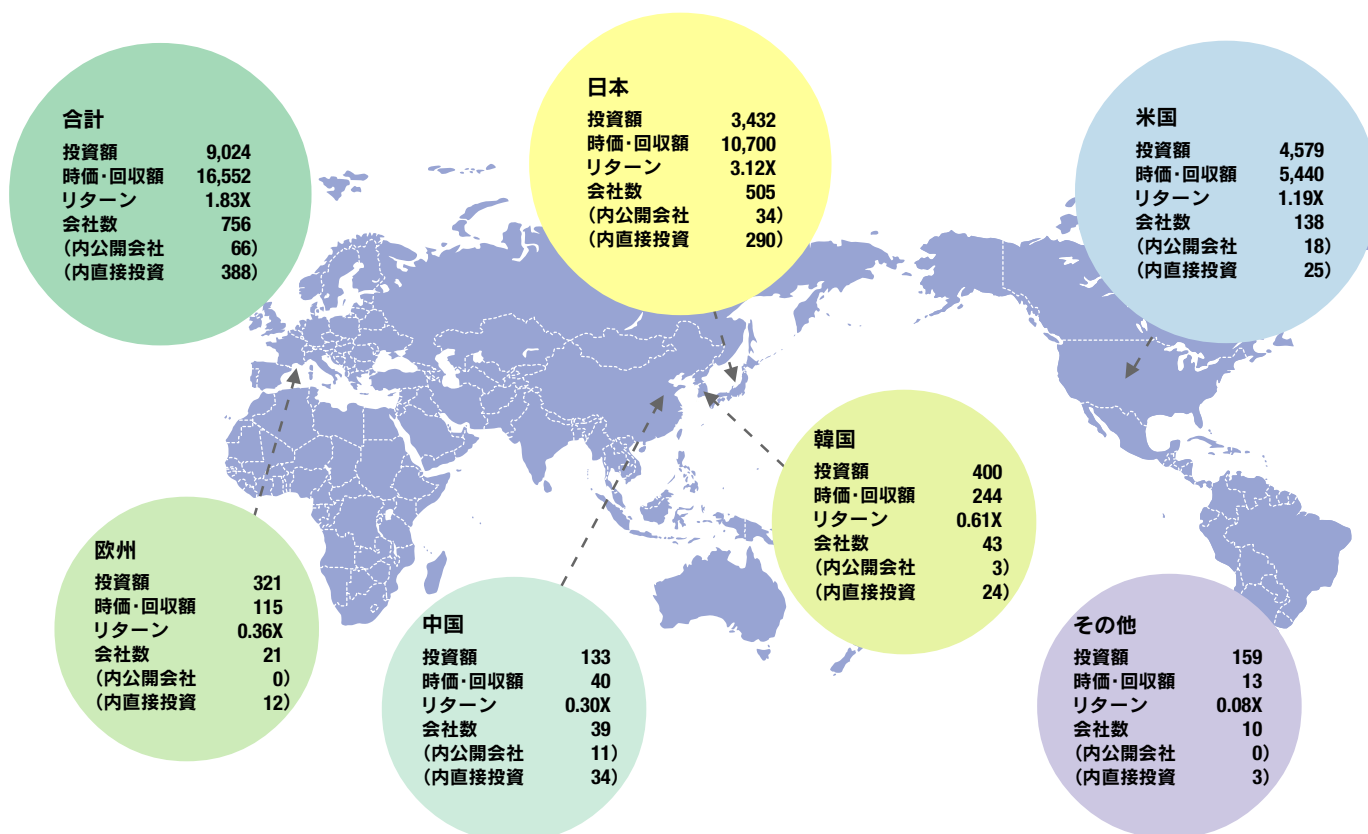 合計
投資額 9,024
時価・回収額 16,552
リターン 1.83X
会社数 756
(内公開会社 66)
(内直接投資 388)
日本
投資額 3,432
時価・回収額 10,700
リターン 3.12X
会社数 505
(内公開会社 34)
(内直接投資 290)
米国
投資額 4,579
時価・回収額 5,440
リターン 1.19X
会社数 138
(内公開会社 18)
(内直接投資 25)
韓国
投資額 400
時価・回収額 244
リターン 0.61X
会社数 43
(内公開会社 3)
(内直接投資 24)
欧州
投資額 321
時価・回収額 115
リターン 0.36X
会社数 21
(内公開会社 0)
(内直接投資 12)
中国
投資額 133
時価・回収額 40
リターン 0.30X
会社数 39
(内公開会社 11)
(内直接投資 34)
その他
投資額 159
時価・回収額 13
リターン 0.08X
会社数 10
(内公開会社 0)
(内直接投資 3)